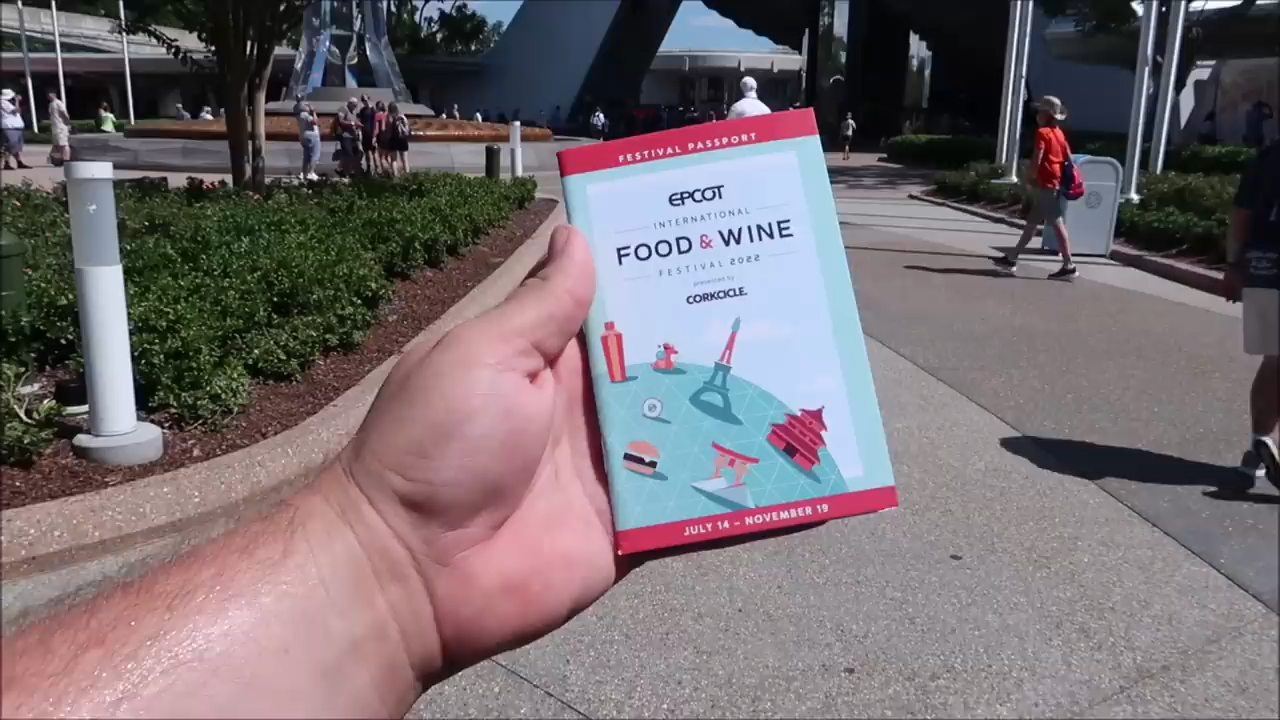 FESTIVAL PASSPORT
EPCOT
INTERNATIONAL
FOOD & WINE
FESTIVAL 2022
presented by
CORKCICLE.
JULY 14 – NOVEMBER 19